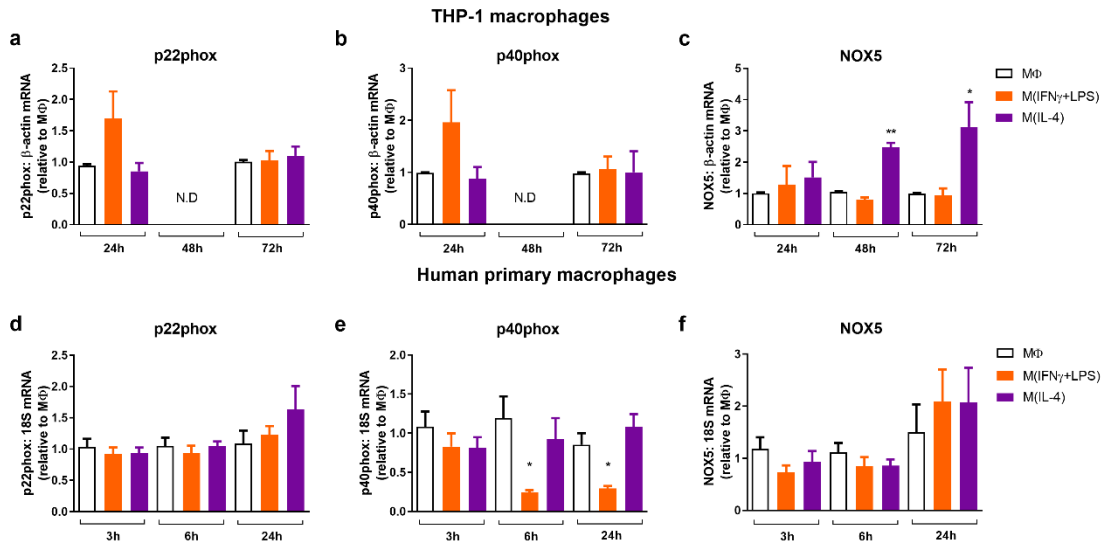 THP-1 macrophages
a
p22phox
p22phox: β-actin mRNA
(relative to MΦ)
2.5
2.0
1.5
1.0
0.5
0.0
N.D
24h
48h
72h
b
p40phox
p40phox: β-actin mRNA
(relative to MΦ)
3
2
1
0
N.D
24h
48h
72h
c
NOX5
NOX5: β-actin mRNA
(relative to MΦ)
5
4
3
2
1
0
**
*
24h
48h
72h
MΦ
M(IFNγ+LPS)
M(IL-4)
Human primary macrophages
d
p22phox
p22phox: 18S mRNA
(relative to MΦ)
2.5
2.0
1.5
1.0
0.5
0.0
3h
6h
24h
e
p40phox
p40phox: 18S mRNA
(relative to MΦ)
2.0
1.5
1.0
0.5
0.0
*
*
3h
6h
24h
f
NOX5
NOX5: 18S mRNA
(relative to MΦ)
3
2
1
0
3h
6h
24h
MΦ
M(IFNγ+LPS)
M(IL-4)